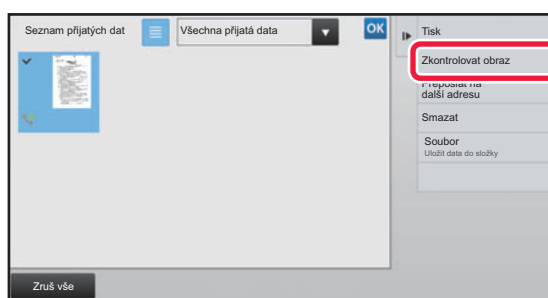 Seznam přijatých dat
Všechna přijatá data
OK
Tisk
Zkontrolovat obraz
Přeposlat na
další adresu
Smazat
Soubor
Uložit data do složky
Zruš vše